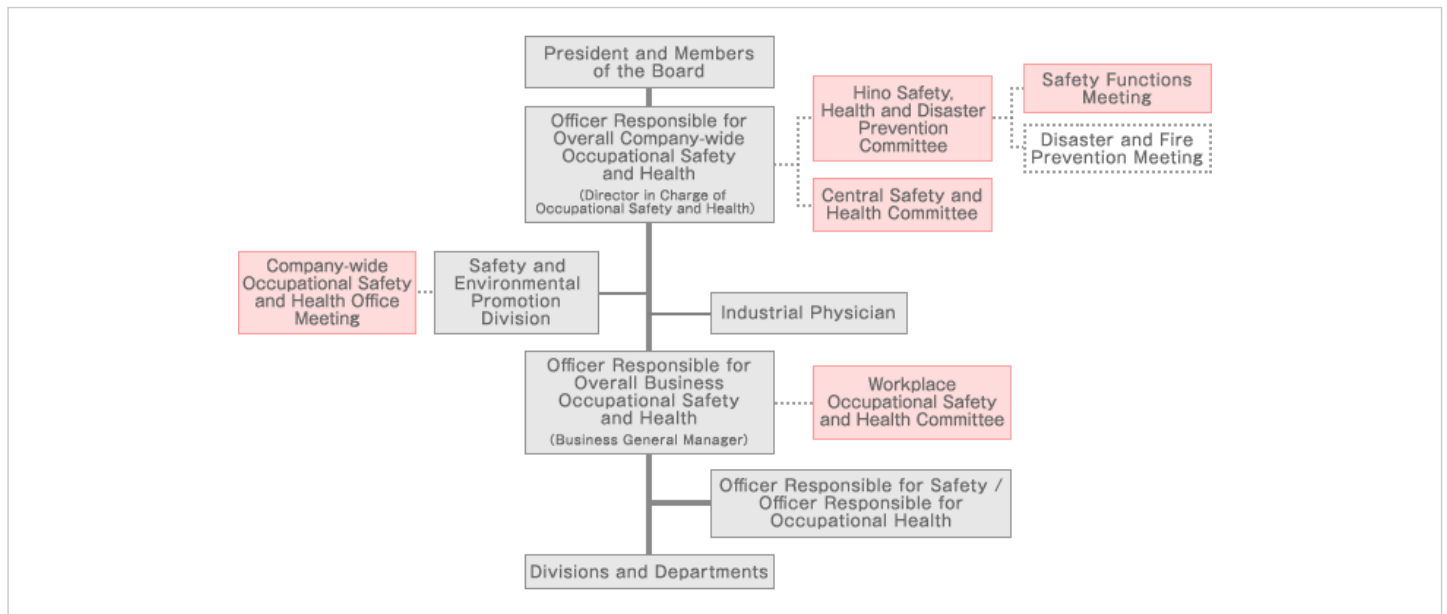 President and Members
of the Board
Officer Responsible for
Overall Company-wide
Occupational Safety
and Health
(Director in Charge of
Occupational Safety and Health)
Hino Safety,
Health and Disaster
Prevention
Committee
Safety Functions
Meeting
Disaster and Fire
Prevention Meeting
Central Safety and
Health Committee
Company-wide
Occupational Safety
and Health Office
Meeting
Safety and
Environmental
Promotion
Division
Industrial Physician
Officer Responsible for
Overall Business
Occupational Safety
and Health
(Business General Manager)
Workplace
Occupational Safety
and Health Committee
Officer Responsible for Safety /
Officer Responsible for
Occupational Health
Divisions and Departments